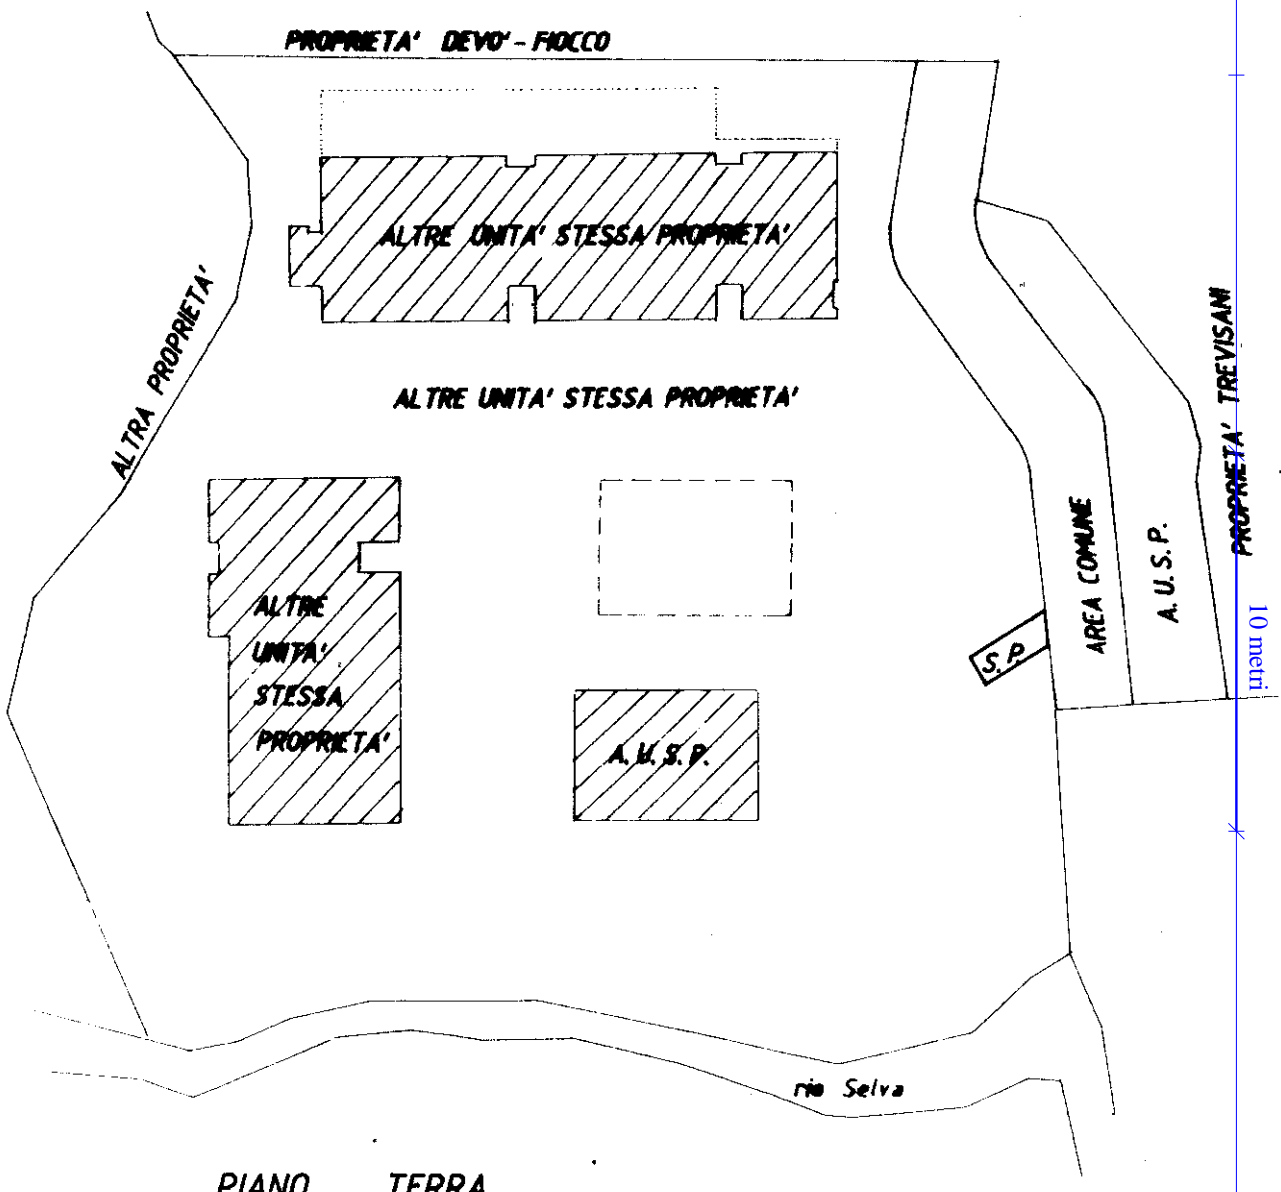 PROPRIETA' DEVO'-FIOCCO
ALTRE UNITA' STESSA PROPRIETA'
ALTRA PROPRIETA'
ALTRE UNITA' STESSA PROPRIETA'
PROPRIETA' TREVISANI
ALTRE
UNITA'
STESSA
PROPRIETA'
AREA COMUNE
A.U.S.P.
10 metri
S.P.
A.U.S.P.
rio Selva
PIANO TERRA